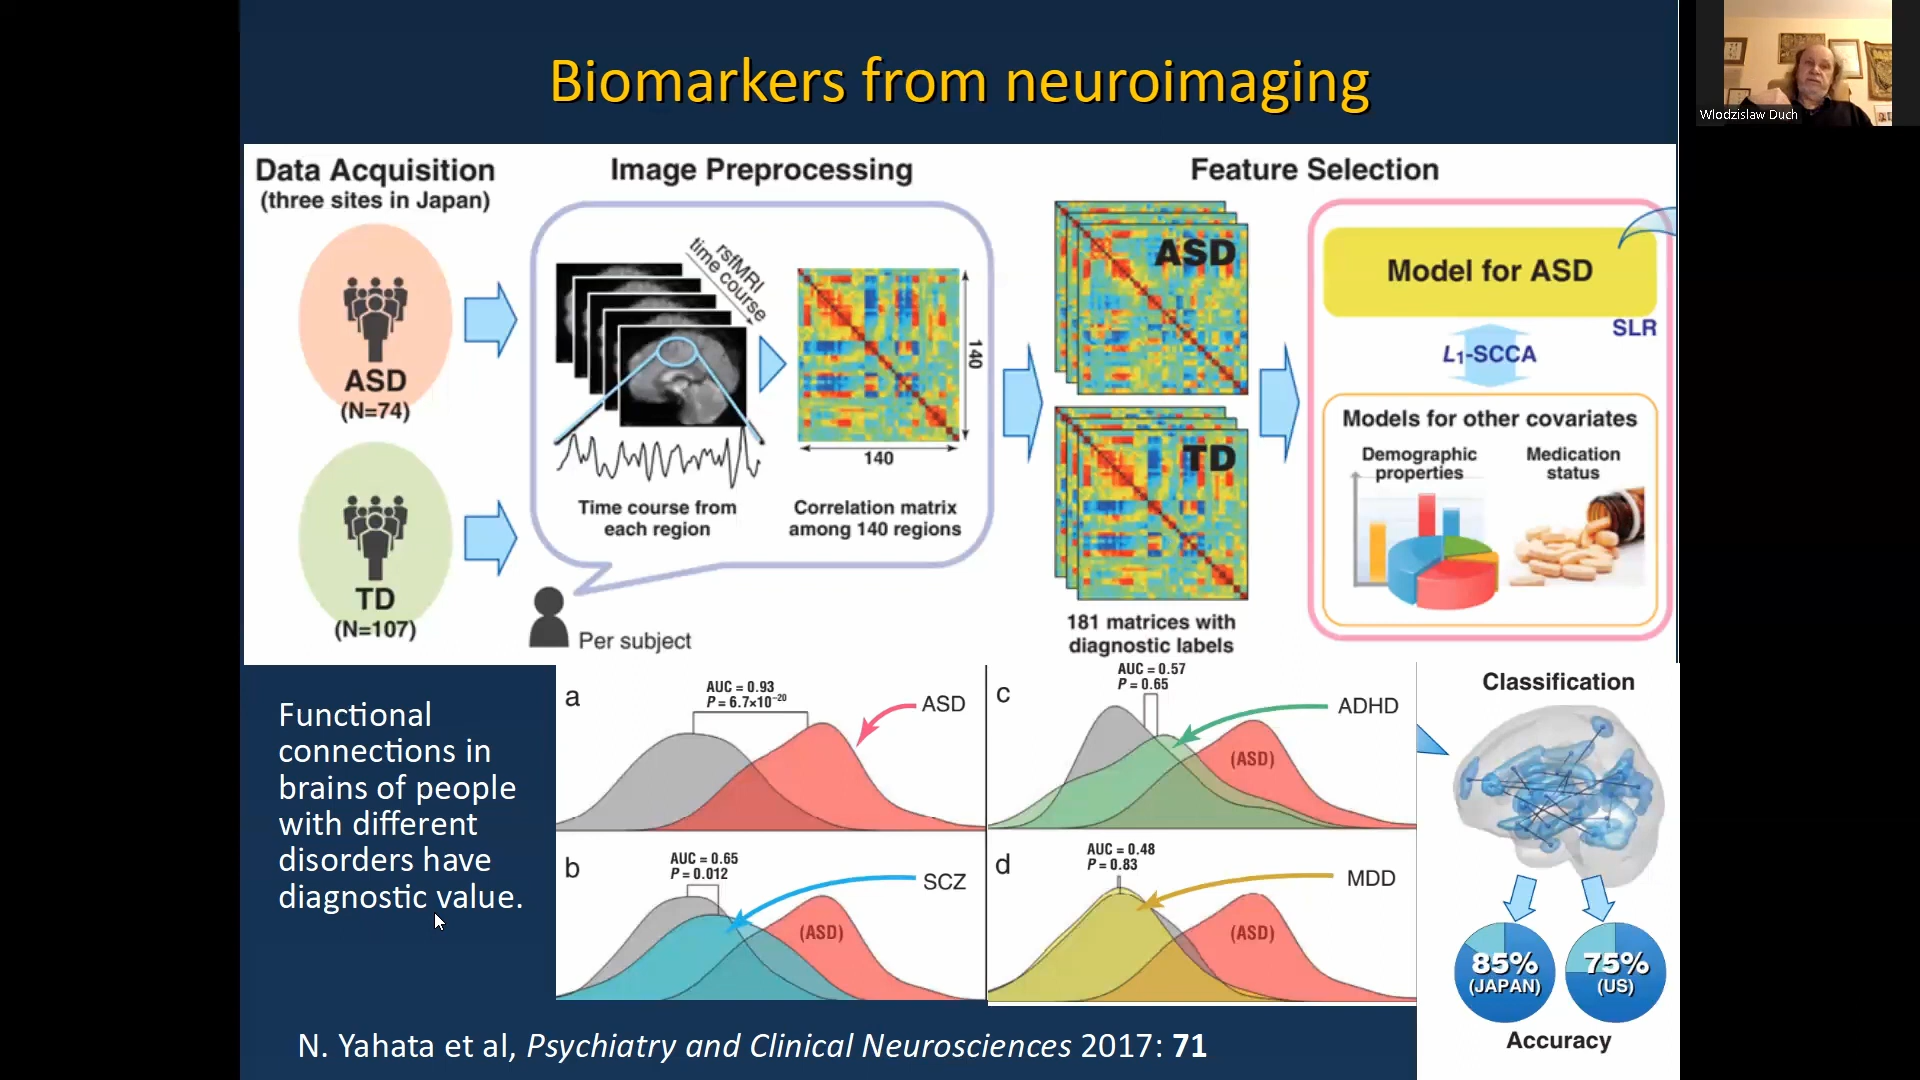 Biomarkers from neuroimaging
Wlodzislaw Duch
Data Acquisition
(three sites in Japan)
ASD
(N=74)
TD
(N=107)
Image Preprocessing
rsfMRI
time course
140
140
Time course from
each region
Correlation matrix
among 140 regions
Per subject
Feature Selection
ASD
TD
181 matrices with
diagnostic labels
Model for ASD
SLR
L1-SCCA
Models for other covariates
Demographic
properties
Medication
status
Functional
connections in
brains of people
with different
disorders have
diagnostic value.
a
AUC = 0.93
P = 6.7×10⁻²⁰
ASD
b
AUC = 0.65
P = 0.012
SCZ
(ASD)
c
AUC = 0.57
P = 0.65
ADHD
(ASD)
d
AUC = 0.48
P = 0.83
MDD
(ASD)
Classification
85%
(JAPAN)
75%
(US)
Accuracy
N. Yahata et al, Psychiatry and Clinical Neurosciences 2017: 71